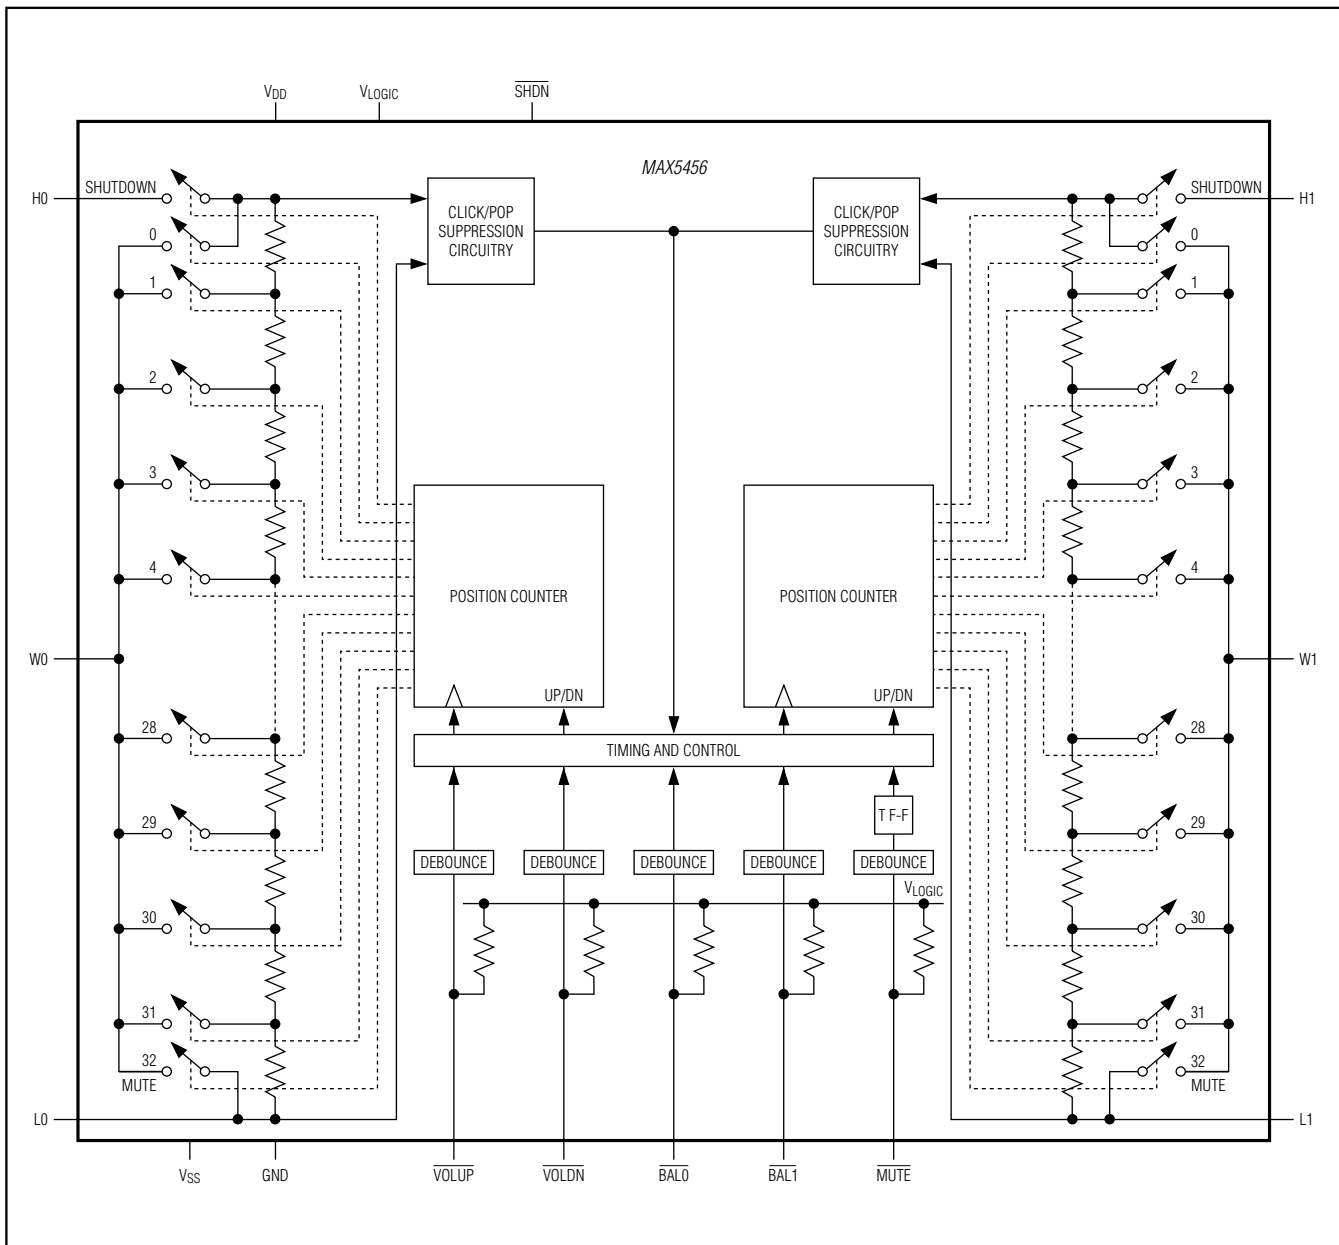 VDD VLOGIC SHDN
MAX5456
H0 SHUTDOWN SHUTDOWN H1
CLICK/POP
SUPPRESSION
CIRCUITRY
CLICK/POP
SUPPRESSION
CIRCUITRY
0 0
1 1
2 2
3 3
4 4
POSITION COUNTER POSITION COUNTER
W0 W1
UP/DN UP/DN
28 28
TIMING AND CONTROL
T F-F
29 29
DEBOUNCE DEBOUNCE DEBOUNCE DEBOUNCE DEBOUNCE
VLOGIC
30 30
31 31
32 32
MUTE MUTE
L0 L1
VSS GND VOLUP VOLDN BAL0 BAL1 MUTE